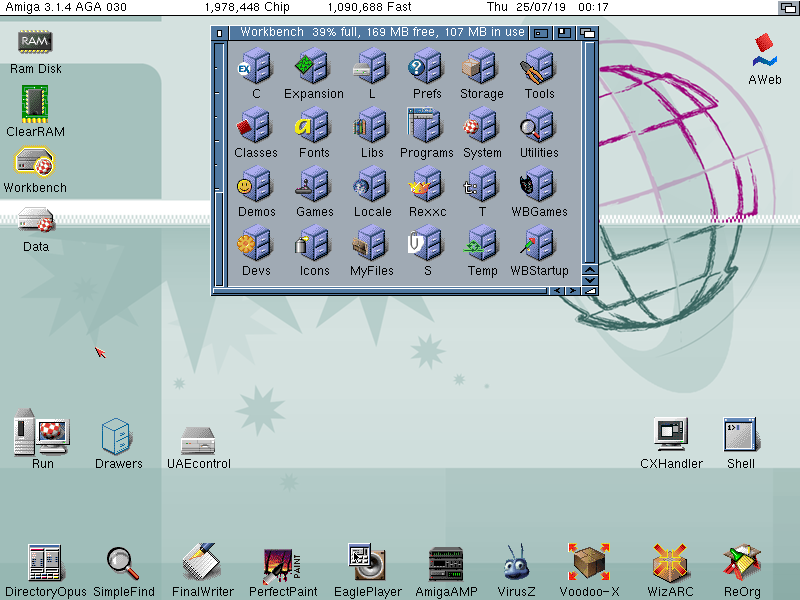 Amiga 3.1.4 AGA 030 1,978,448 Chip 1,090,688 Fast Thu 25/07/19 00:17
Workbench 39% full, 169 MB free, 107 MB in use
RAM
Ram Disk
ClearRAM
Workbench
Data
EX
C Expansion L Prefs Storage Tools
Classes Fonts Libs Programs System Utilities
t:
Demos Games Locale Rexxc T WBGames
Devs Icons MyFiles S Temp WBStartup
AWeb
Run Drawers UAEcontrol CXHandler Shell
1>
PAINT
DirectoryOpus SimpleFind FinalWriter PerfectPaint EaglePlayer AmigaAMP VirusZ Voodoo-X WizARC ReOrg